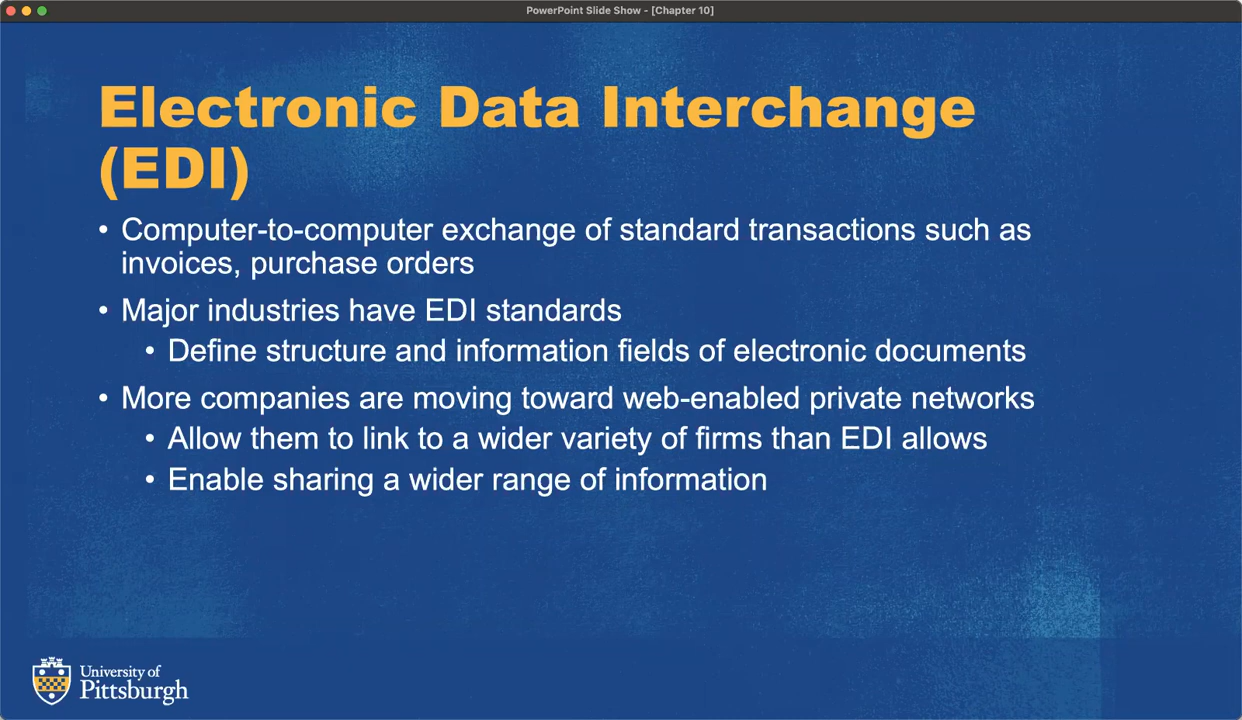 PowerPoint Slide Show - [Chapter 10]
Electronic Data Interchange
(EDI)
• Computer-to-computer exchange of standard transactions such as
invoices, purchase orders
• Major industries have EDI standards
• Define structure and information fields of electronic documents
• More companies are moving toward web-enabled private networks
• Allow them to link to a wider variety of firms than EDI allows
• Enable sharing a wider range of information
University of
Pittsburgh